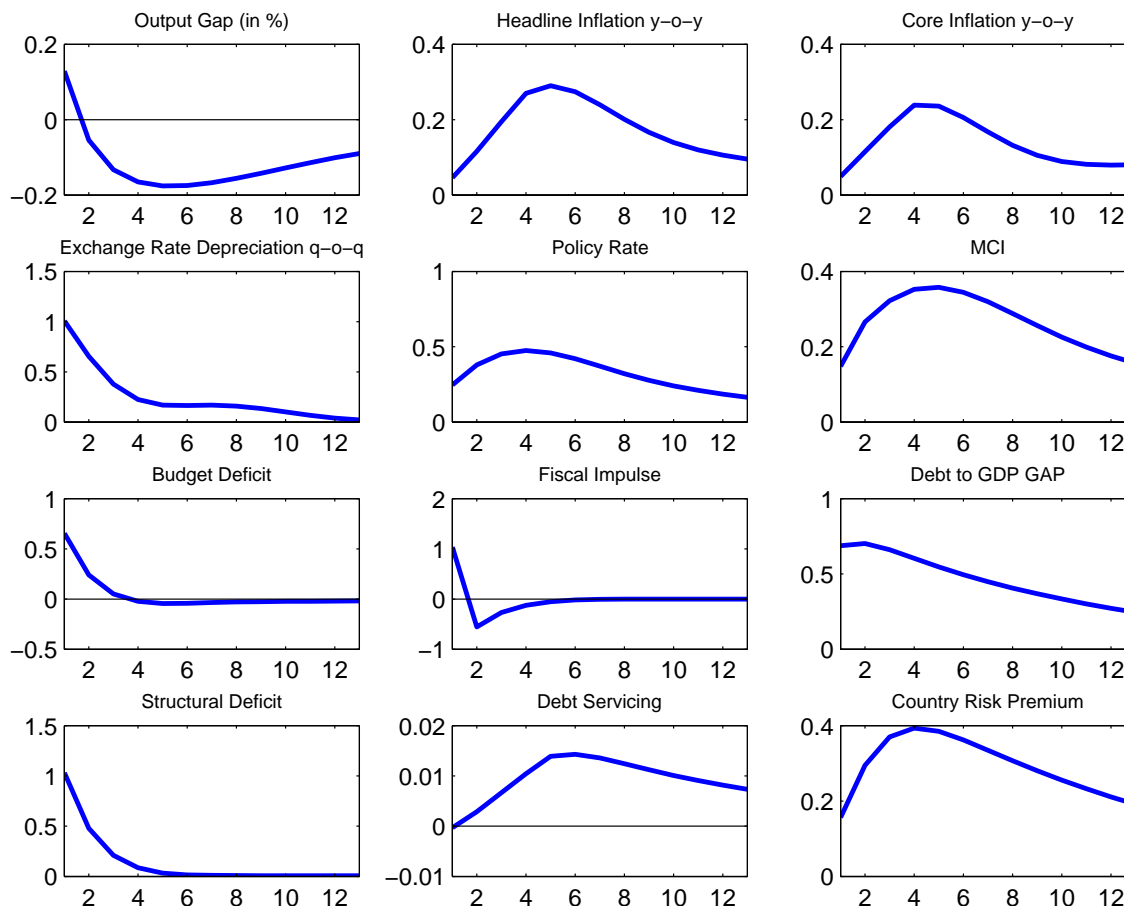 Output Gap (in %)
Headline Inflation y−o−y
Core Inflation y−o−y
0.2
0
−0.2
2 4 6 8 10 12
0.4
0.2
0
2 4 6 8 10 12
0.4
0.2
0
2 4 6 8 10 12
Exchange Rate Depreciation q−o−q
Policy Rate
MCI
1.5
1
0.5
0
2 4 6 8 10 12
1
0.5
0
2 4 6 8 10 12
0.4
0.2
0
2 4 6 8 10 12
Budget Deficit
Fiscal Impulse
Debt to GDP GAP
1
0.5
0
−0.5
2 4 6 8 10 12
2
1
0
−1
2 4 6 8 10 12
1
0.5
0
2 4 6 8 10 12
Structural Deficit
Debt Servicing
Country Risk Premium
1.5
1
0.5
0
2 4 6 8 10 12
0.02
0.01
0
−0.01
2 4 6 8 10 12
0.4
0.2
0
2 4 6 8 10 12